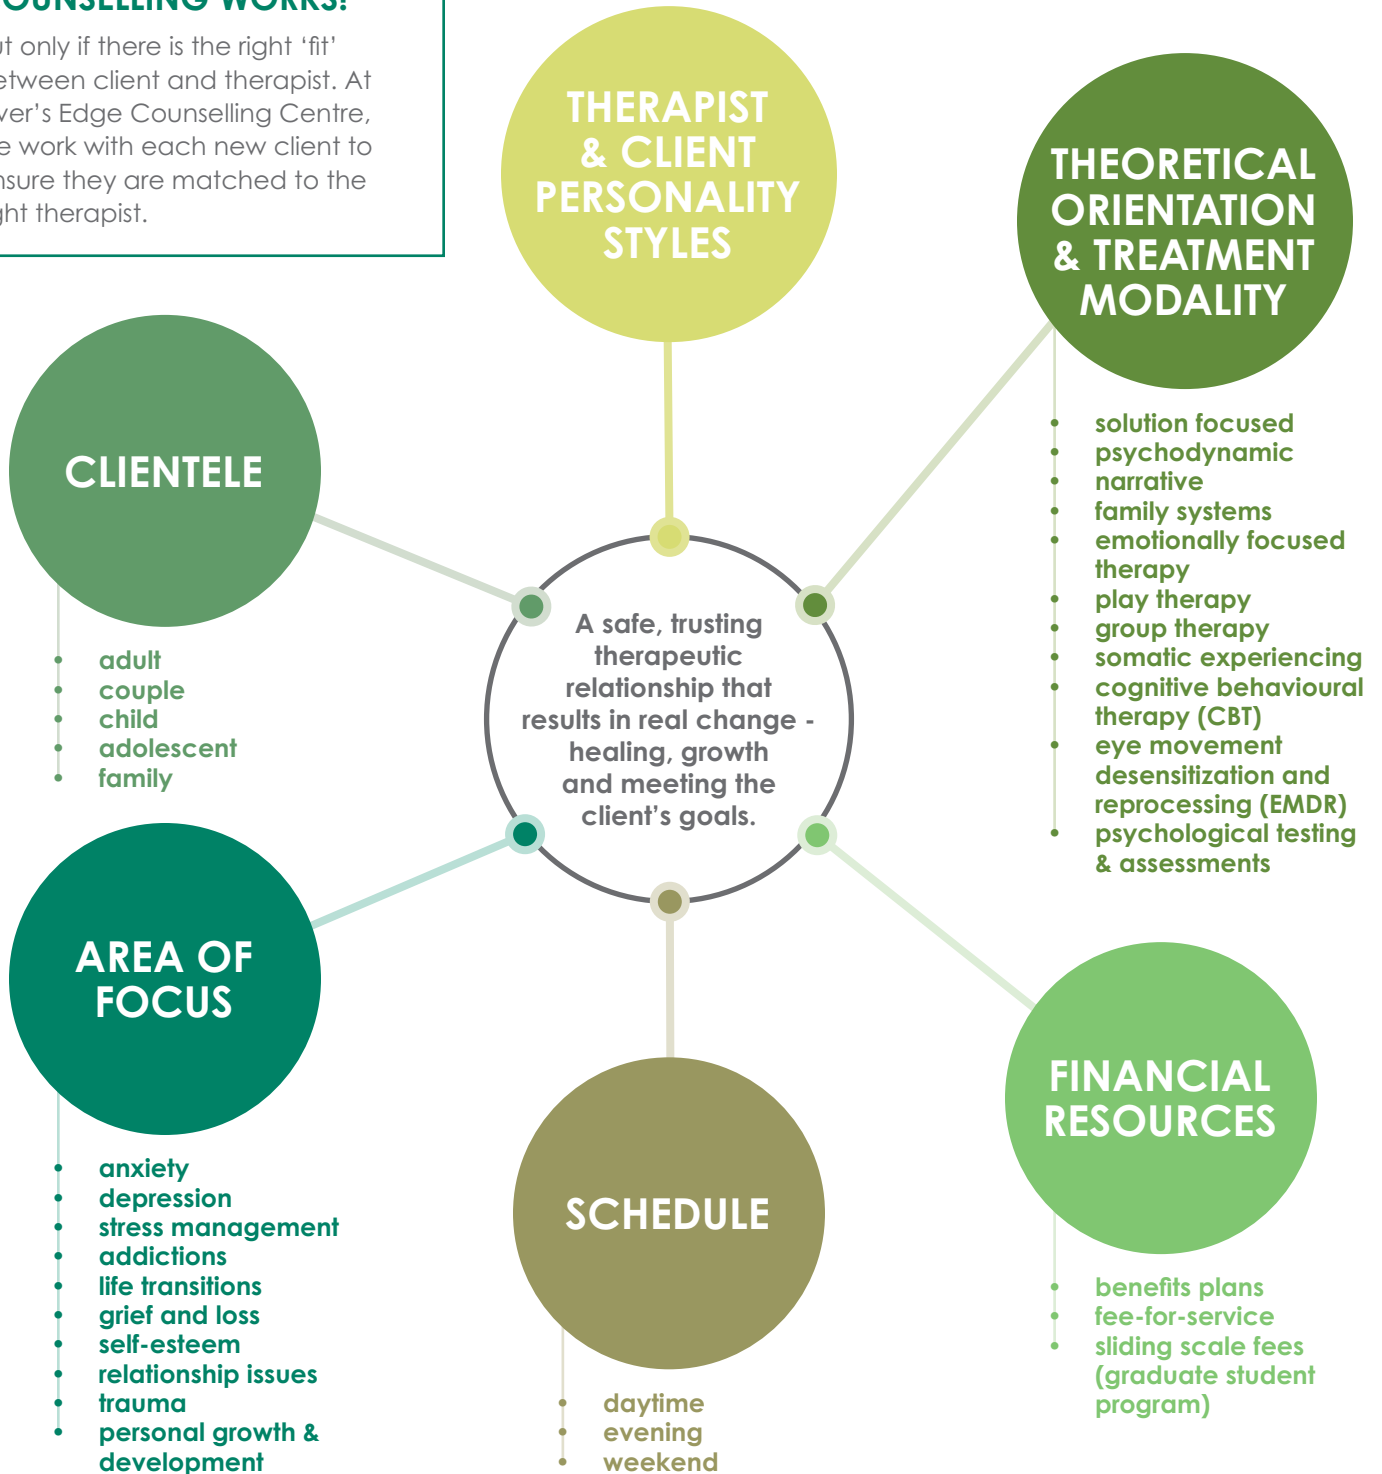 OUNSELLING WORKS!
ut only if there is the right ‘fit’
etween client and therapist. At
ver’s Edge Counselling Centre,
e work with each new client to
nsure they are matched to the
ght therapist.
THERAPIST
& CLIENT
PERSONALITY
STYLES
THEORETICAL
ORIENTATION
& TREATMENT
MODALITY
• solution focused
• psychodynamic
• narrative
• family systems
• emotionally focused
therapy
• play therapy
• group therapy
• somatic experiencing
• cognitive behavioural
therapy (CBT)
• eye movement
desensitization and
reprocessing (EMDR)
• psychological testing
& assessments
CLIENTELE
• adult
• couple
• child
• adolescent
• family
A safe, trusting
therapeutic
relationship that
results in real change -
healing, growth
and meeting the
client’s goals.
AREA OF
FOCUS
• anxiety
• depression
• stress management
• addictions
• life transitions
• grief and loss
• self-esteem
• relationship issues
• trauma
• personal growth &
development
SCHEDULE
• daytime
• evening
• weekend
FINANCIAL
RESOURCES
• benefits plans
• fee-for-service
• sliding scale fees
(graduate student
program)